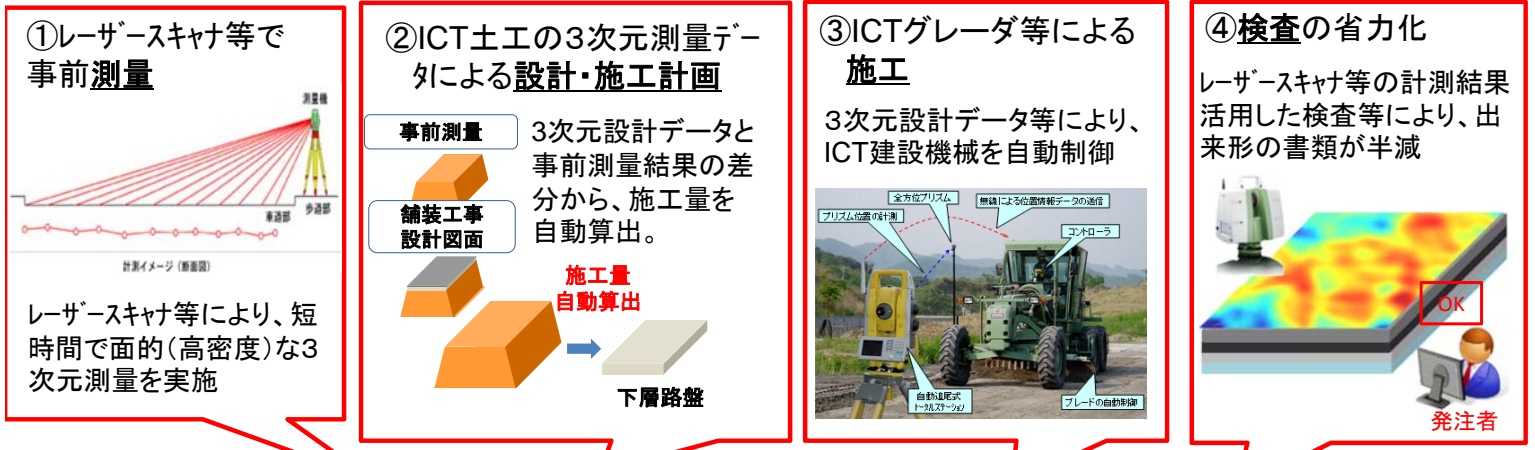 ①ﾚｰｻﾞｰｽｷｬﾅ等で
事前測量
測量機
車道部
歩道部
計測イメージ（断面図）
ﾚｰｻﾞｰｽｷｬﾅ等により、短
時間で面的（高密度）な３
次元測量を実施
②ICT土工の３次元測量ﾃﾞｰ
ﾀによる設計・施工計画
事前測量
舗装工事
設計図面
３次元設計データと
事前測量結果の差
分から、施工量を
自動算出。
施工量
自動算出
下層路盤
③ICTグレーダ等による
施工
３次元設計データ等により、
ICT建設機械を自動制御
全方位プリズム
無線による位置情報データの送信
プリズム位置の計測
コントローラ
自動追尾式
ﾄｰﾀﾙｽﾃｰｼｮﾝ
ブレードの自動制御
④検査の省力化
ﾚｰｻﾞｰｽｷｬﾅ等の計測結果
活用した検査等により、出
来形の書類が半減
OK
発注者